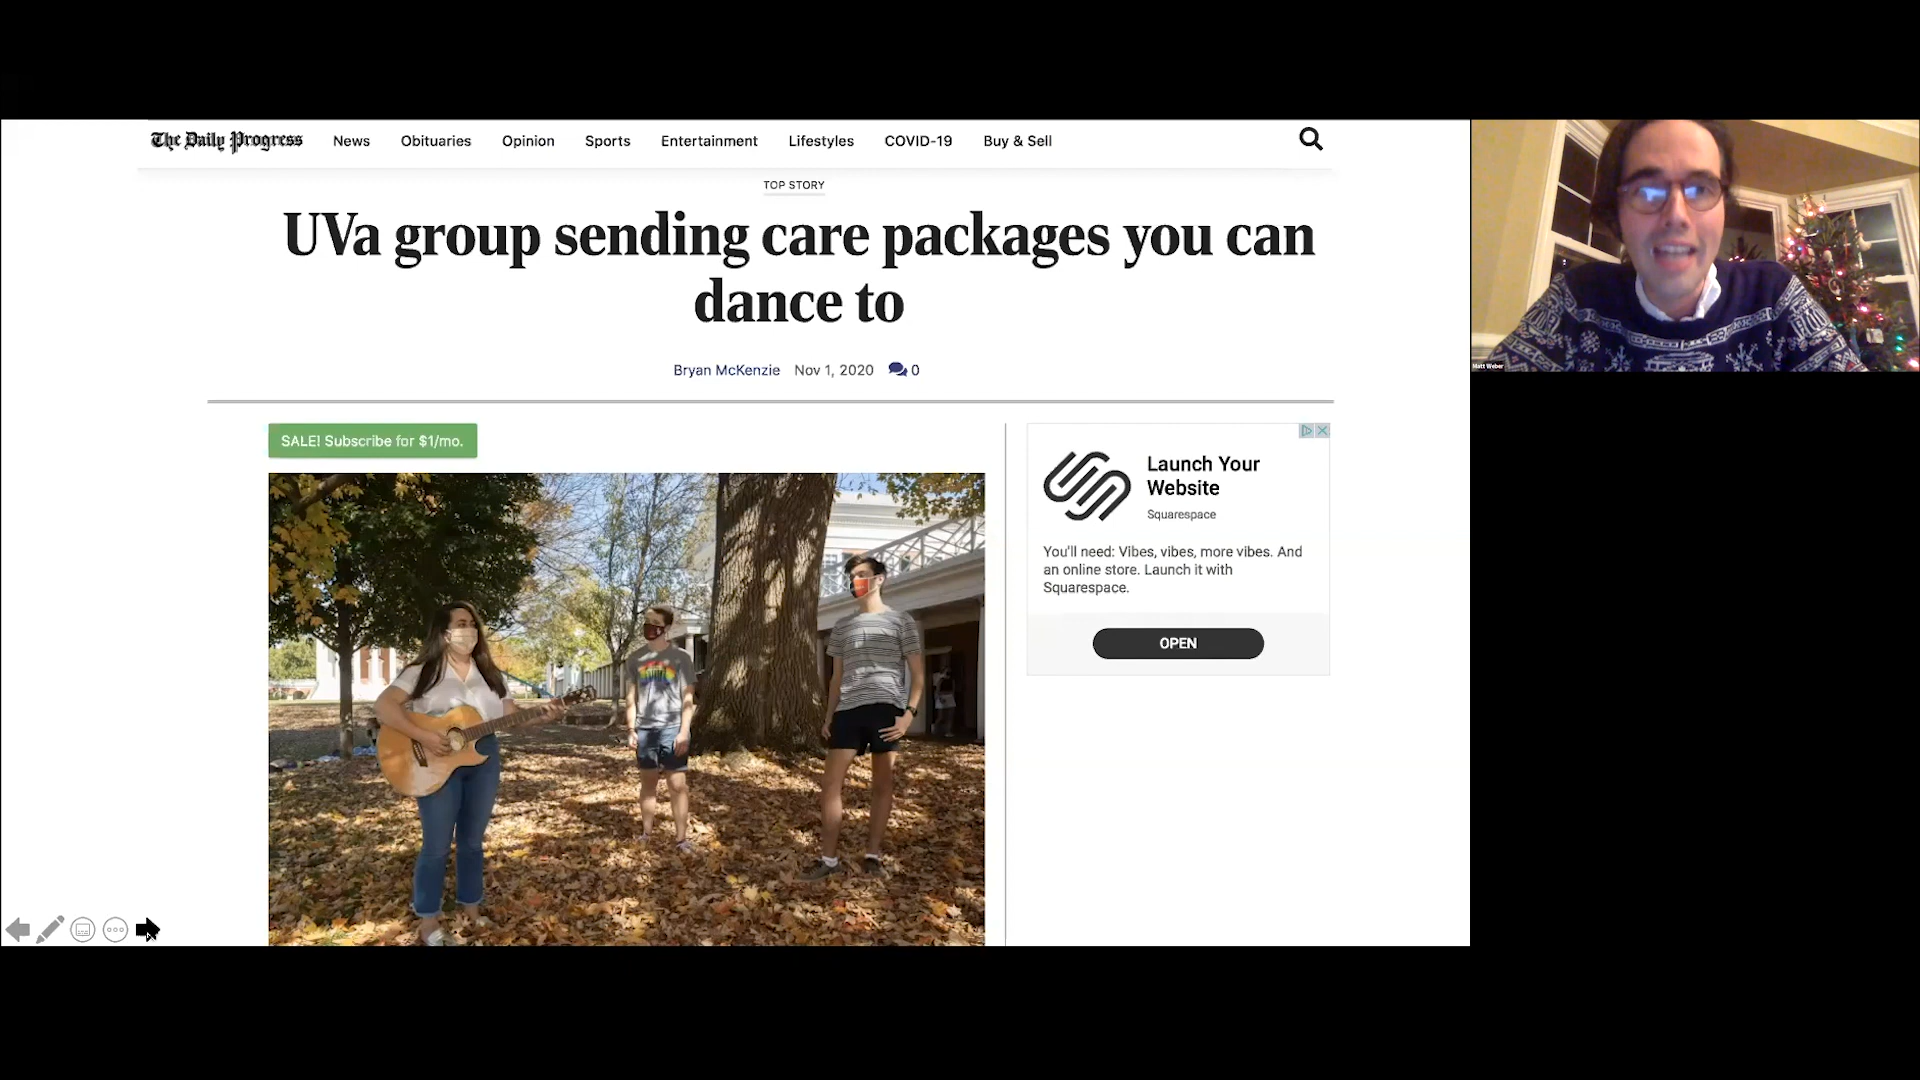 The Daily Progress
News
Obituaries
Opinion
Sports
Entertainment
Lifestyles
COVID-19
Buy & Sell
TOP STORY
UVa group sending care packages you can
dance to
Bryan McKenzie Nov 1, 2020 0
SALE! Subscribe for $1/mo.
Launch Your
Website
Squarespace
You'll need: Vibes, vibes, more vibes. And
an online store. Launch it with
Squarespace.
OPEN
Matt Weber